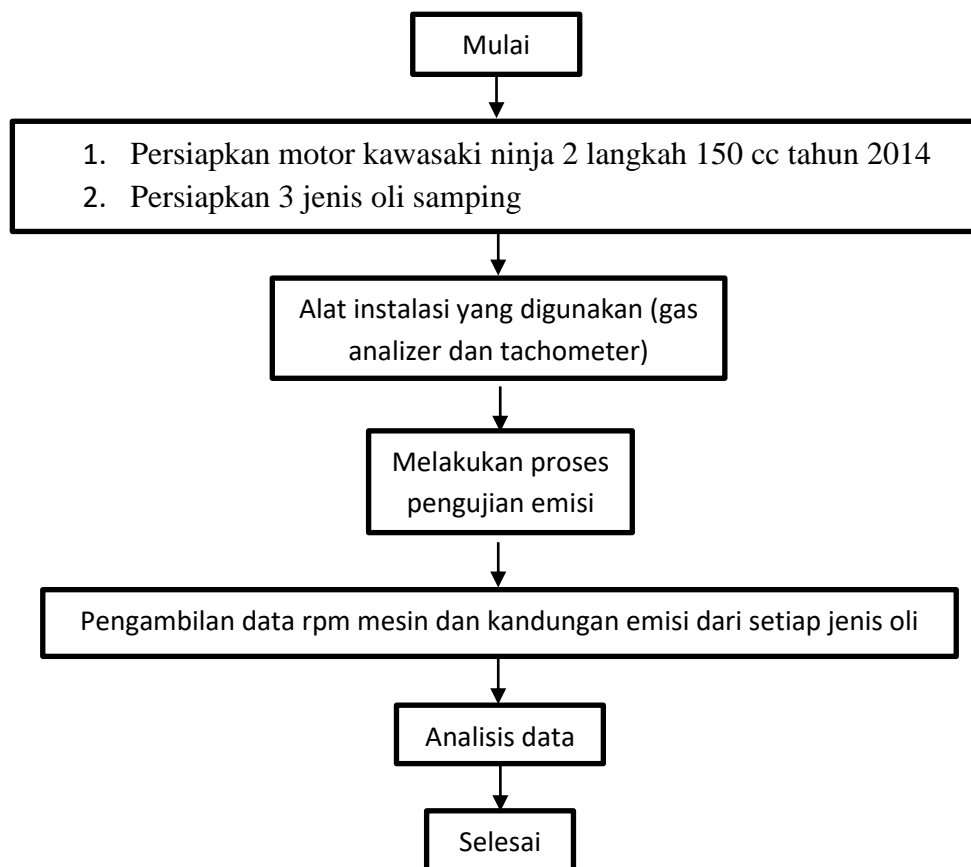 Mulai
1. Persiapkan motor kawasaki ninja 2 langkah 150 cc tahun 2014
2. Persiapkan 3 jenis oli samping
Alat instalasi yang digunakan (gas
analizer dan tachometer)
Melakukan proses
pengujian emisi
Pengambilan data rpm mesin dan kandungan emisi dari setiap jenis oli
Analisis data
Selesai